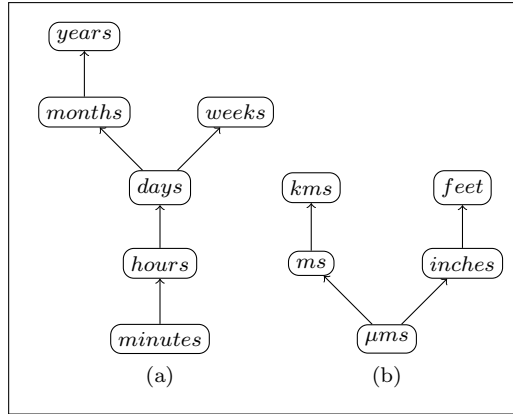 years
months
weeks
days
hours
minutes
(a)
kms
feet
ms
inches
μms
(b)